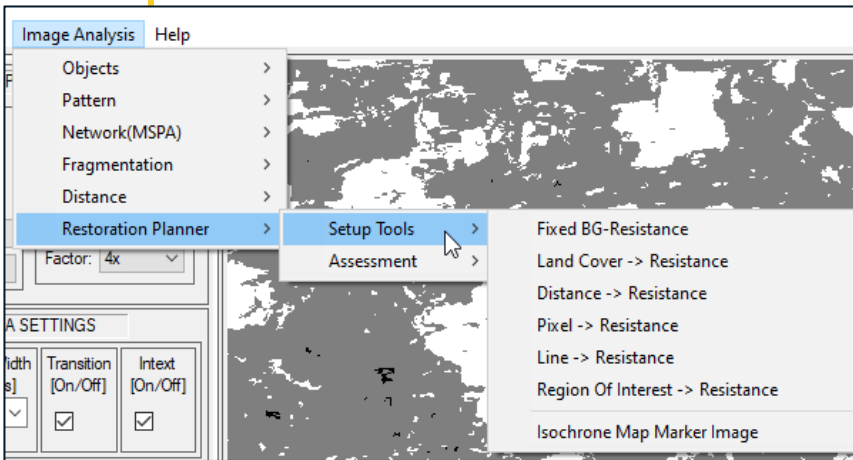 Image Analysis Help
Objects
Pattern
Network(MSPA)
Fragmentation
Distance
Restoration Planner
Setup Tools
Assessment
Fixed BG-Resistance
Land Cover -> Resistance
Distance -> Resistance
Pixel -> Resistance
Line -> Resistance
Region Of Interest -> Resistance
Isochrone Map Marker Image
Factor: 4x
A SETTINGS
Transition
[On/Off]
Intext
[On/Off]